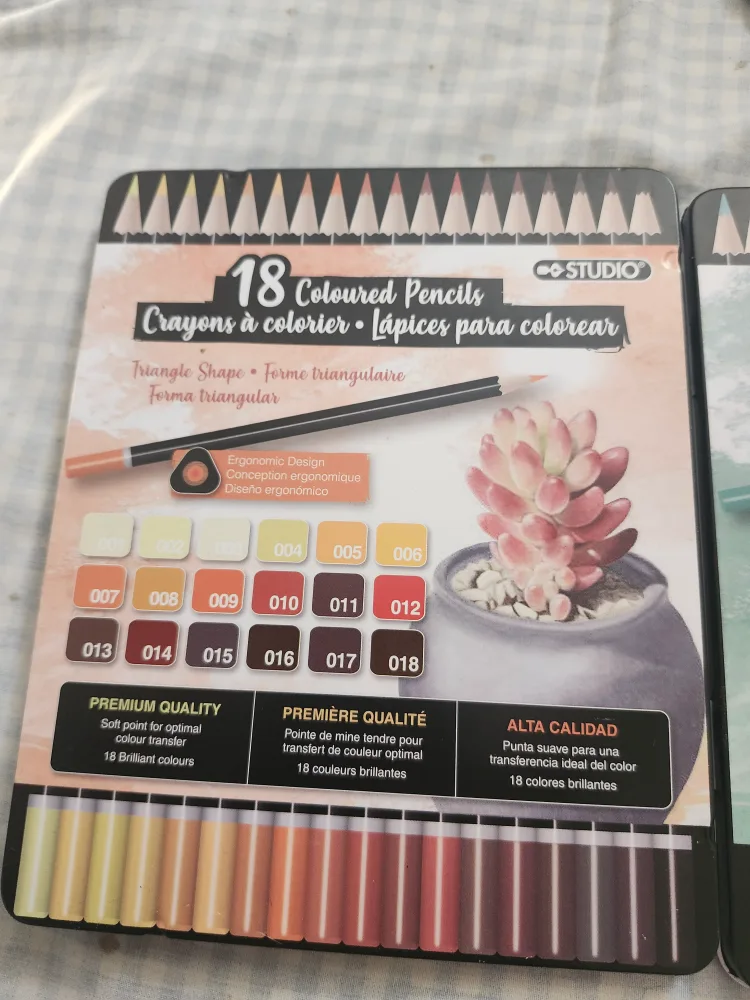 STUDIO®
18 Coloured Pencils
Crayons à colorier • Lápices para colorear
Triangle Shape • Forme triangulaire
Forma triangular
Ergonomic Design
Conception ergonomique
Diseño ergonómico
001 002 003 004 005 006
007 008 009 010 011 012
013 014 015 016 017 018
PREMIUM QUALITY
Soft point for optimal
colour transfer
18 Brilliant colours
PREMIÈRE QUALITÉ
Pointe de mine tendre pour
transfert de couleur optimal
18 couleurs brillantes
ALTA CALIDAD
Punta suave para una
transferencia ideal del color
18 colores brillantes